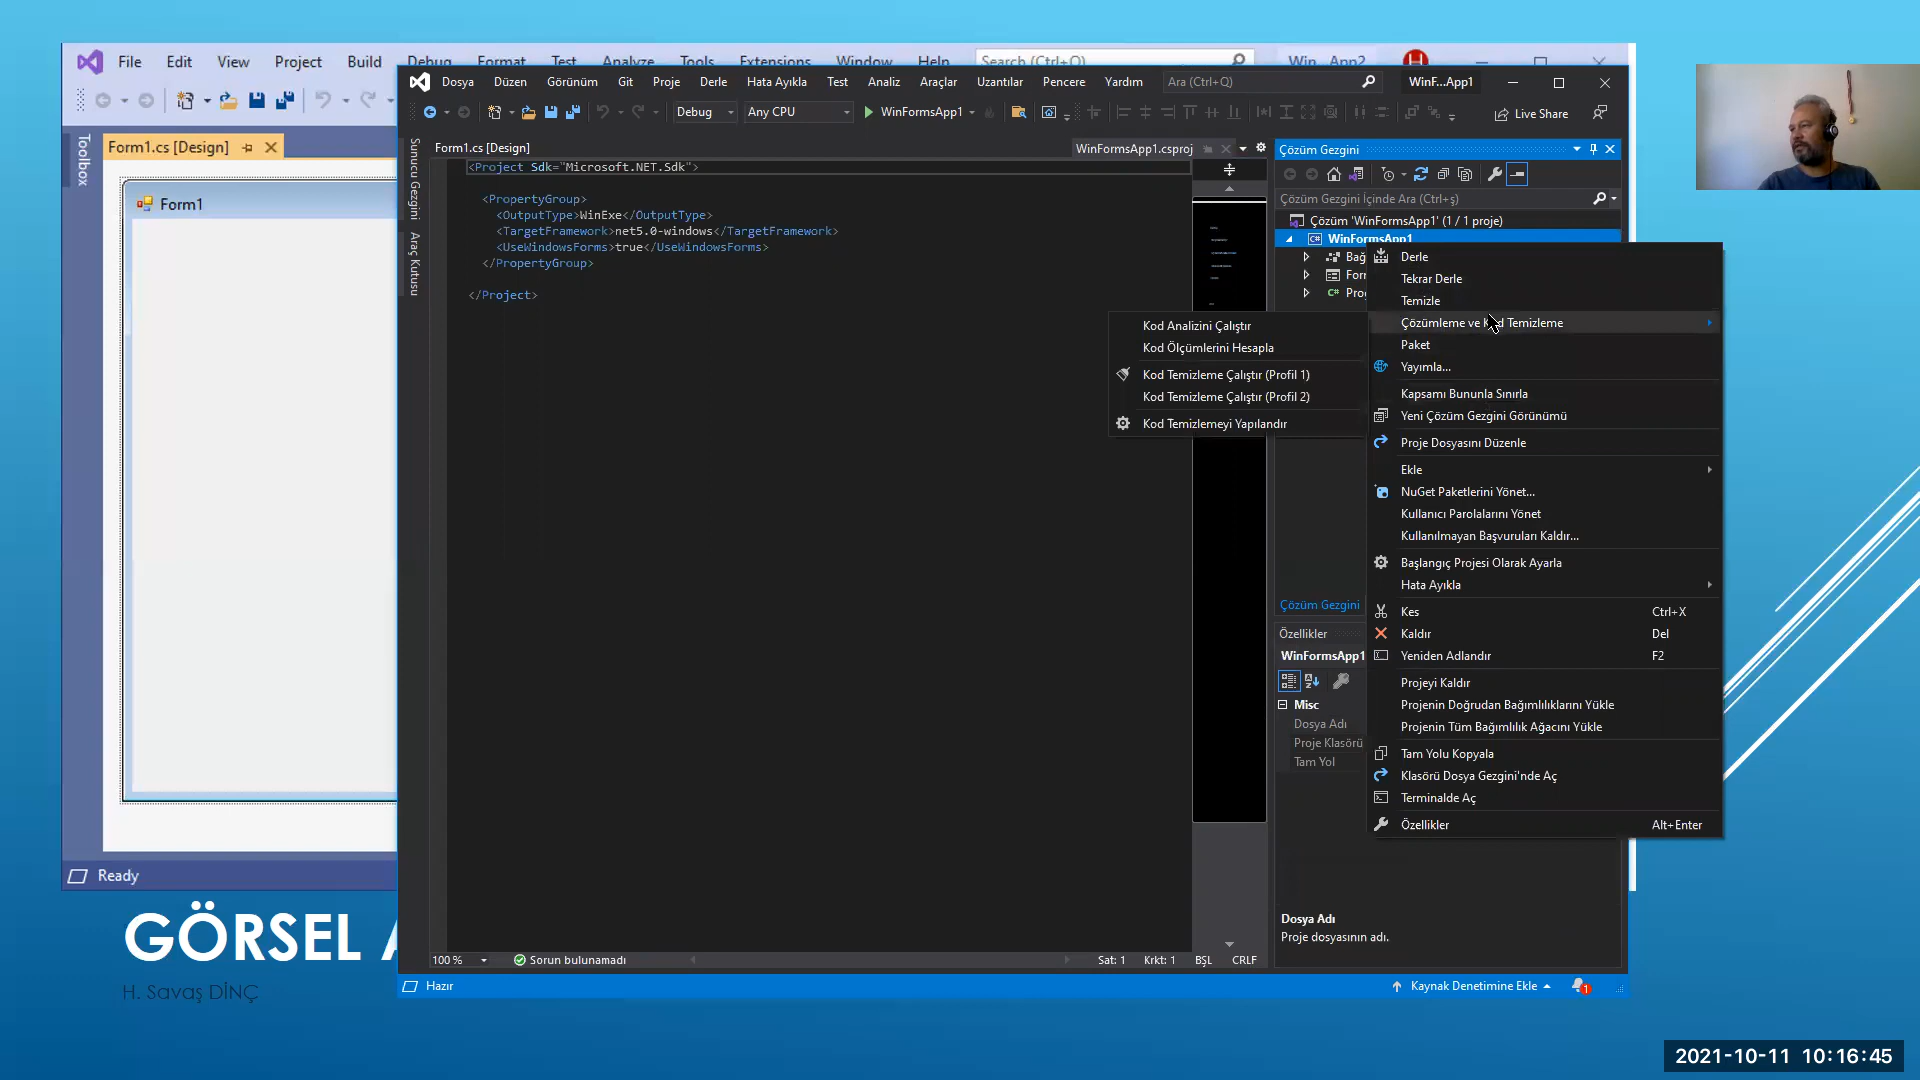 File Edit View Project Build Debug Format Test Analyze Tools Extensions Window Help Search (Ctrl+Q) Win...App2
Toolbox
Form1.cs [Design]
Form1
Ready
GÖRSEL
H. Savaş DİNÇ
Dosya Düzen Görünüm Git Proje Derle Hata Ayıkla Test Analiz Araçlar Uzantılar Pencere Yardım Ara (Ctrl+Q) WinF...App1
Debug Any CPU WinFormsApp1 Live Share
Sunucu Gezgini
Araç Kutusu
Form1.cs [Design] WinFormsApp1.csproj
<Project Sdk="Microsoft.NET.Sdk">
<PropertyGroup>
<OutputType>WinExe</OutputType>
<TargetFramework>net5.0-windows</TargetFramework>
<UseWindowsForms>true</UseWindowsForms>
</PropertyGroup>
</Project>
100 % Sorun bulunamadı Sat: 1 Krkt: 1 BŞL CRLF
Hazır Kaynak Denetimine Ekle 1
Çözüm Gezgini
Çözüm Gezgini İçinde Ara (Ctrl+ş)
Çözüm 'WinFormsApp1' (1 / 1 proje)
WinFormsApp1
Bağ
For
Pro
Kod Analizini Çalıştır
Kod Ölçümlerini Hesapla
Kod Temizleme Çalıştır (Profil 1)
Kod Temizleme Çalıştır (Profil 2)
Kod Temizlemeyi Yapılandır
Derle
Tekrar Derle
Temizle
Çözümleme ve Kod Temizleme
Paket
Yayımla...
Kapsamı Bununla Sınırla
Yeni Çözüm Gezgini Görünümü
Proje Dosyasını Düzenle
Ekle
NuGet Paketlerini Yönet...
Kullanıcı Parolalarını Yönet
Kullanılmayan Başvuruları Kaldır...
Başlangıç Projesi Olarak Ayarla
Hata Ayıkla
Kes Ctrl+X
Kaldır Del
Yeniden Adlandır F2
Projeyi Kaldır
Projenin Doğrudan Bağımlılıklarını Yükle
Projenin Tüm Bağımlılık Ağacını Yükle
Tam Yolu Kopyala
Klasörü Dosya Gezgini'nde Aç
Terminalde Aç
Özellikler Alt+Enter
Çözüm Gezgini
Özellikler
WinFormsApp1
Misc
Dosya Adı
Proje Klasörü
Tam Yol
Dosya Adı
Proje dosyasının adı.
2021-10-11 10:16:45